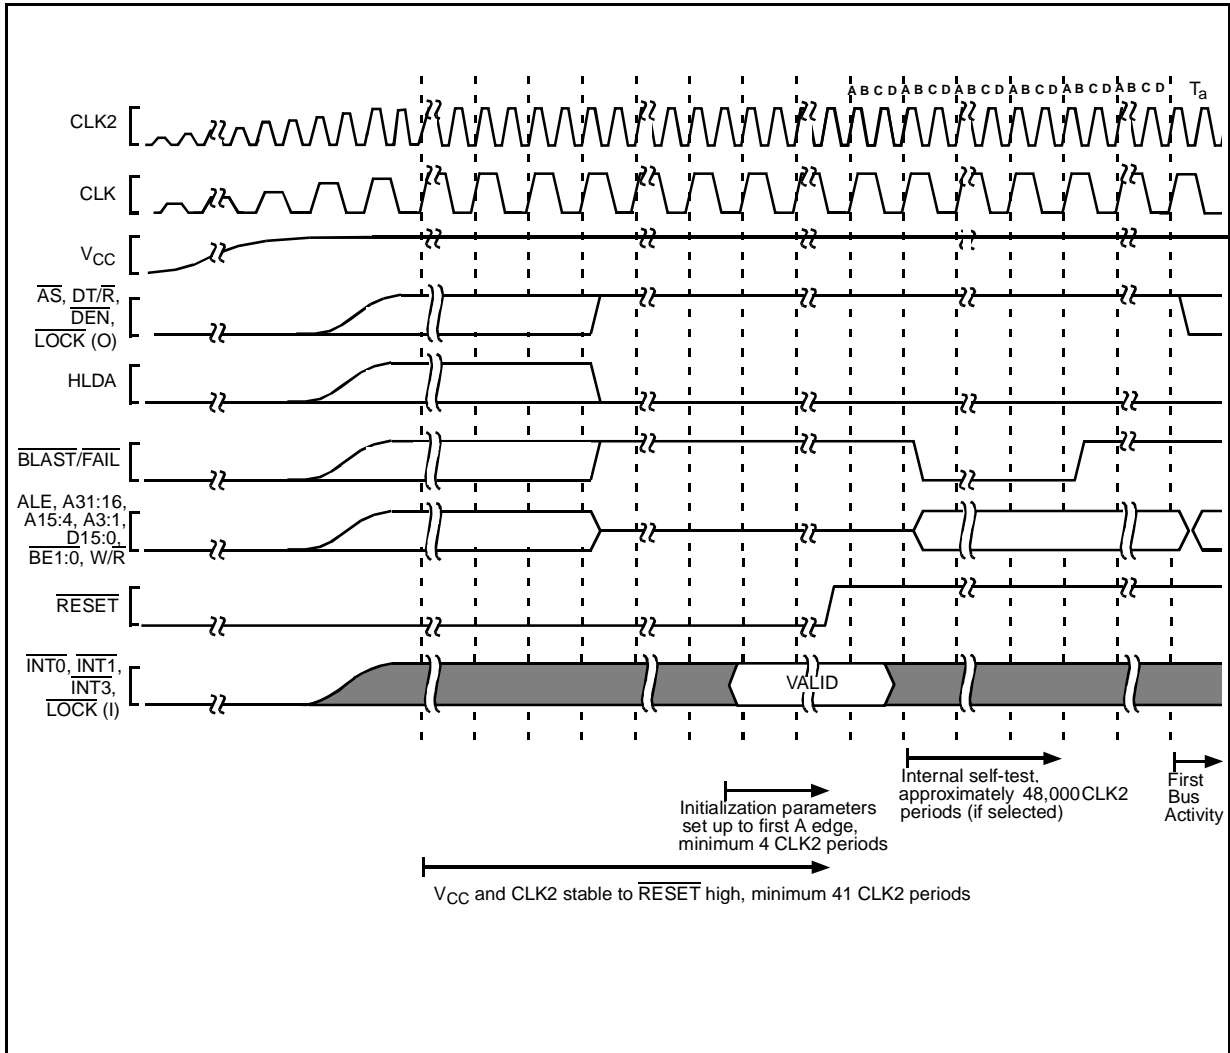 A B C D A B C D A B C D A B C D A B C D A B C D Ta
CLK2
CLK
VCC
AS, DT/R,
DEN,
LOCK (O)
HLDA
BLAST/FAIL
ALE, A31:16,
A15:4, A3:1,
D15:0,
BE1:0, W/R
RESET
INT0, INT1,
INT3,
LOCK (I)
VALID
Initialization parameters
set up to first A edge,
minimum 4 CLK2 periods
Internal self-test,
approximately 48,000 CLK2
periods (if selected)
First
Bus
Activity
VCC and CLK2 stable to RESET high, minimum 41 CLK2 periods